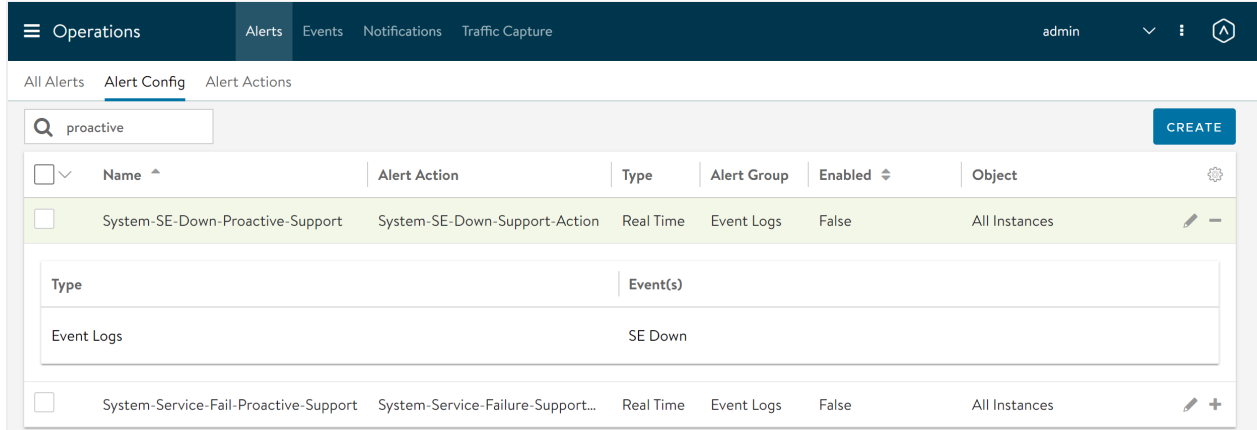 Operations Alerts Events Notifications Traffic Capture admin
All Alerts Alert Config Alert Actions
proactive CREATE
Name Alert Action Type Alert Group Enabled Object
System-SE-Down-Proactive-Support System-SE-Down-Support-Action Real Time Event Logs False All Instances
Type Event(s)
Event Logs SE Down
System-Service-Fail-Proactive-Support System-Service-Failure-Support... Real Time Event Logs False All Instances